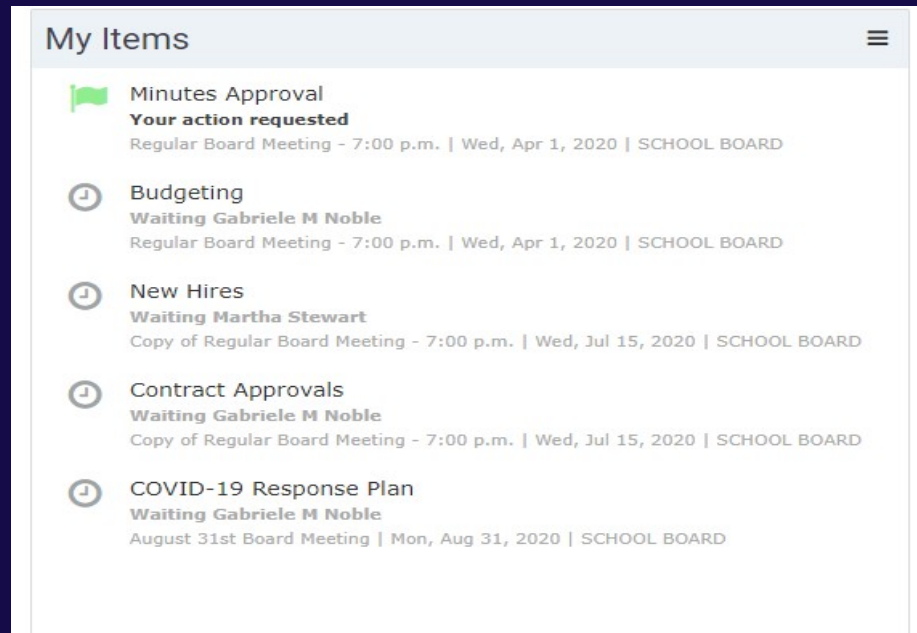 My Items
Minutes Approval
Your action requested
Regular Board Meeting - 7:00 p.m. | Wed, Apr 1, 2020 | SCHOOL BOARD
Budgeting
Waiting Gabriele M Noble
Regular Board Meeting - 7:00 p.m. | Wed, Apr 1, 2020 | SCHOOL BOARD
New Hires
Waiting Martha Stewart
Copy of Regular Board Meeting - 7:00 p.m. | Wed, Jul 15, 2020 | SCHOOL BOARD
Contract Approvals
Waiting Gabriele M Noble
Copy of Regular Board Meeting - 7:00 p.m. | Wed, Jul 15, 2020 | SCHOOL BOARD
COVID-19 Response Plan
Waiting Gabriele M Noble
August 31st Board Meeting | Mon, Aug 31, 2020 | SCHOOL BOARD